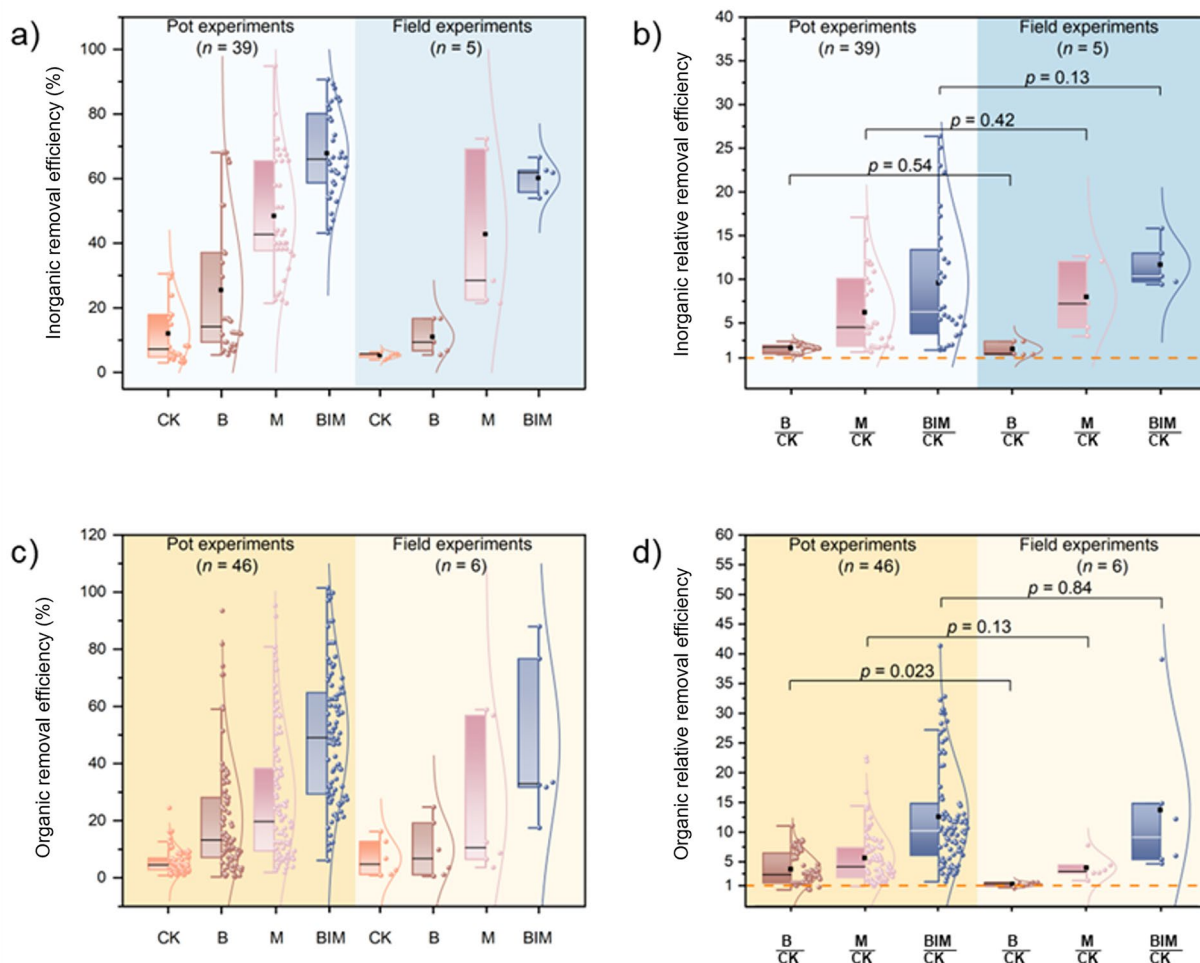 a)
Pot experiments
(n = 39)
Field experiments
(n = 5)
Inorganic removal efficiency (%)
100
80
60
40
20
0
CK B M BIM CK B M BIM
b)
Pot experiments
(n = 39)
Field experiments
(n = 5)
Inorganic relative removal efficiency
40
35
30
25
20
15
10
5
1
p = 0.13
p = 0.42
p = 0.54
B M BIM B M BIM
CK CK CK CK CK CK
c)
Pot experiments
(n = 46)
Field experiments
(n = 6)
Organic removal efficiency (%)
120
100
80
60
40
20
0
CK B M BIM CK B M BIM
d)
Pot experiments
(n = 46)
Field experiments
(n = 6)
Organic relative removal efficiency
60
55
50
45
40
35
30
25
20
15
10
5
1
p = 0.84
p = 0.13
p = 0.023
B M BIM B M BIM
CK CK CK CK CK CK